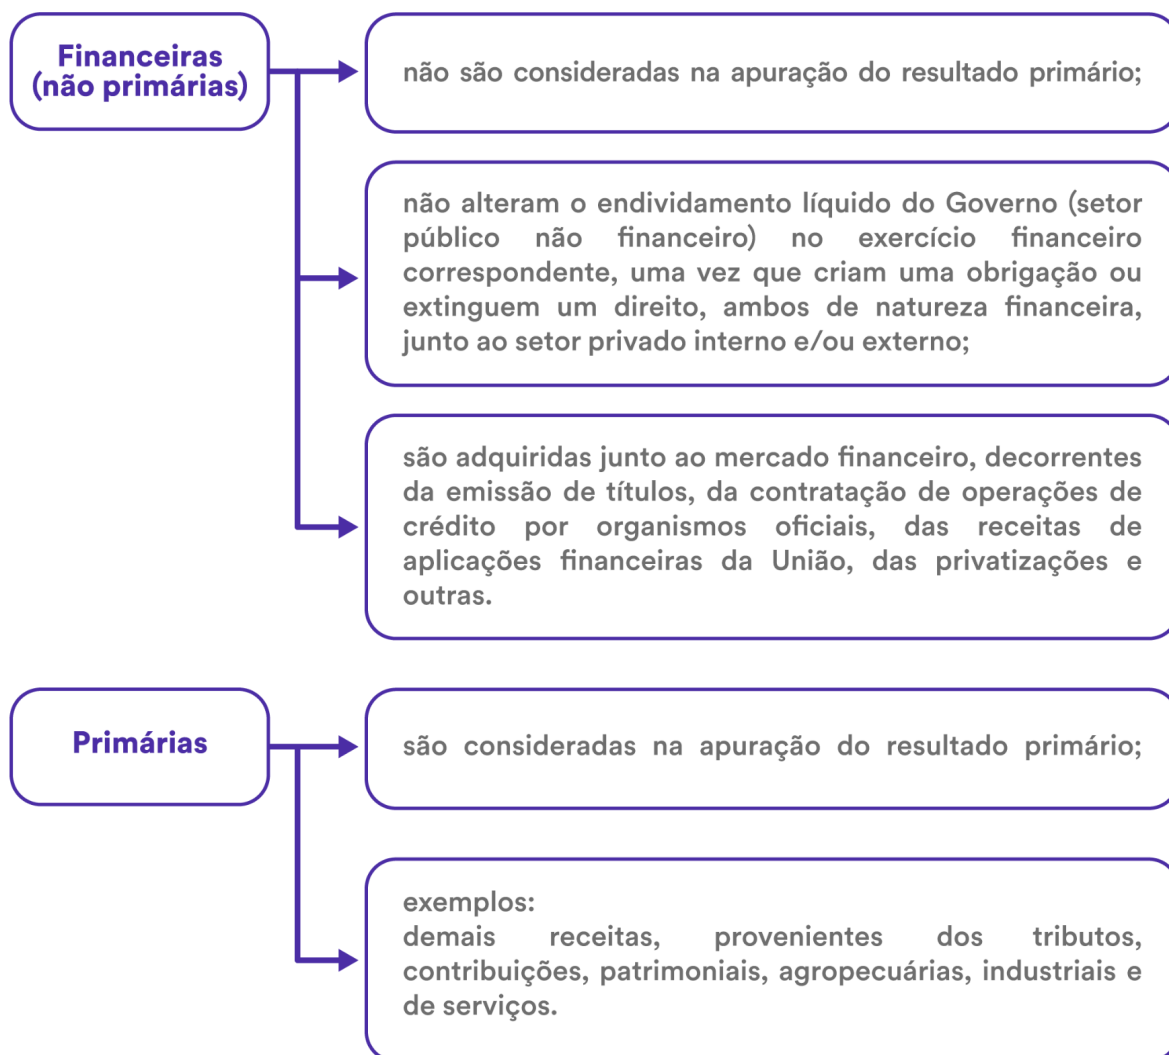 Financeiras
(não primárias)
não são consideradas na apuração do resultado primário;
não alteram o endividamento líquido do Governo (setor
público não financeiro) no exercício financeiro
correspondente, uma vez que criam uma obrigação ou
extinguem um direito, ambos de natureza financeira,
junto ao setor privado interno e/ou externo;
são adquiridas junto ao mercado financeiro, decorrentes
da emissão de títulos, da contratação de operações de
crédito por organismos oficiais, das receitas de
aplicações financeiras da União, das privatizações e
outras.
Primárias
são consideradas na apuração do resultado primário;
exemplos:
demais receitas, provenientes dos tributos,
contribuições, patrimoniais, agropecuárias, industriais e
de serviços.